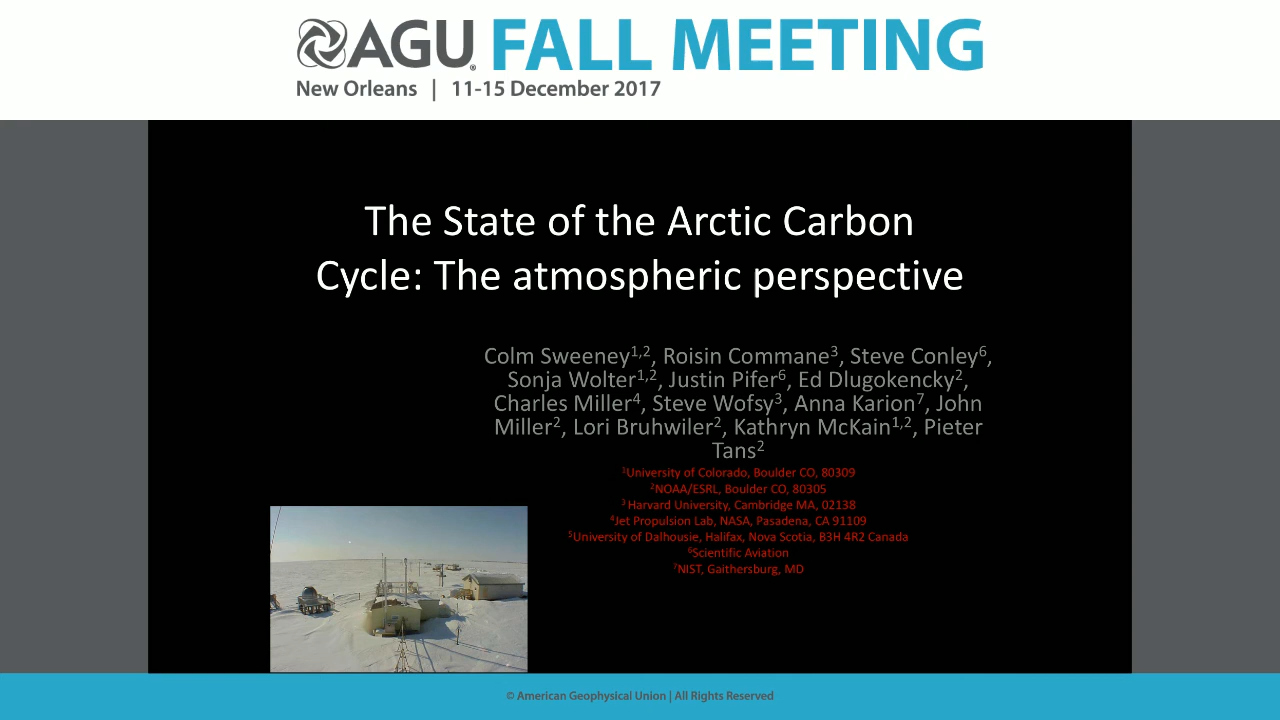 AGU FALL MEETING
New Orleans | 11-15 December 2017
The State of the Arctic Carbon
Cycle: The atmospheric perspective
Colm Sweeney1,2, Roisin Commane3, Steve Conley6,
Sonja Wolter1,2, Justin Pifer6, Ed Dlugokencky2,
Charles Miller4, Steve Wofsy3, Anna Karion7, John
Miller2, Lori Bruhwiler2, Kathryn McKain1,2, Pieter
Tans2
1University of Colorado, Boulder CO, 80309
2NOAA/ESRL, Boulder CO, 80305
3 Harvard University, Cambridge MA, 02138
4Jet Propulsion Lab, NASA, Pasadena, CA 91109
5University of Dalhousie, Halifax, Nova Scotia, B3H 4R2 Canada
6Scientific Aviation
7NIST, Gaithersburg, MD
© American Geophysical Union | All Rights Reserved